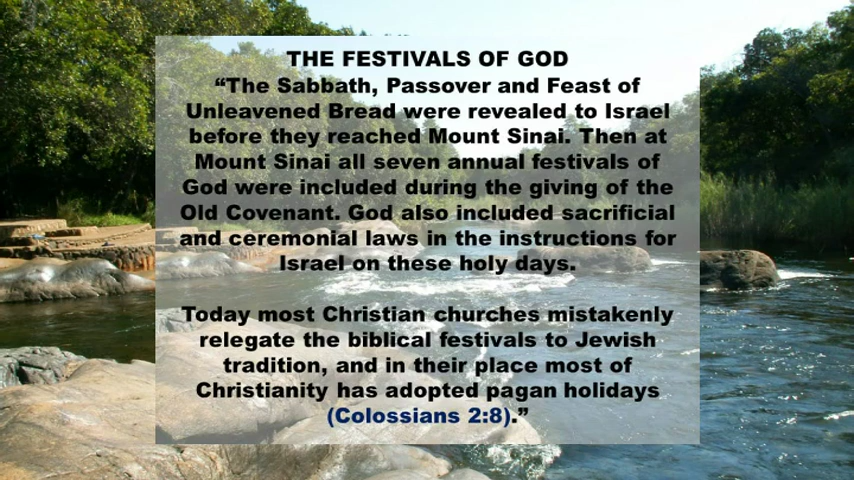 THE FESTIVALS OF GOD
“The Sabbath, Passover and Feast of
Unleavened Bread were revealed to Israel
before they reached Mount Sinai. Then at
Mount Sinai all seven annual festivals of
God were included during the giving of the
Old Covenant. God also included sacrificial
and ceremonial laws in the instructions for
Israel on these holy days.
Today most Christian churches mistakenly
relegate the biblical festivals to Jewish
tradition, and in their place most of
Christianity has adopted pagan holidays
(Colossians 2:8).”